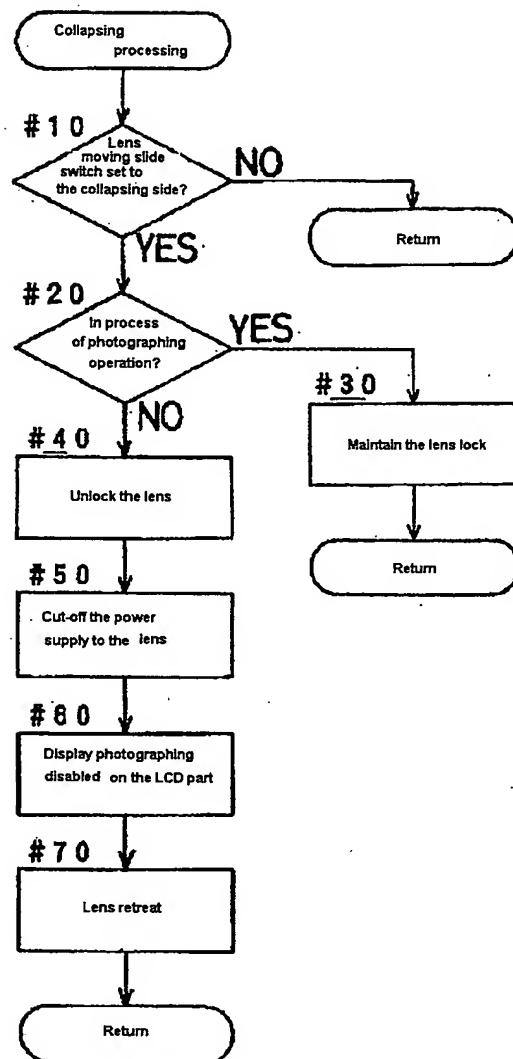 Collapsing
processing
#10
Lens
moving slide
switch set to
the collapsing side?
NO
Return
YES
#20
In process
of photographing
operation?
YES
#30
Maintain the lens lock
Return
NO
#40
Unlock the lens
#50
Cut-off the power
supply to the lens
#60
Display photographing
disabled on the LCD part
#70
Lens retreat
Return